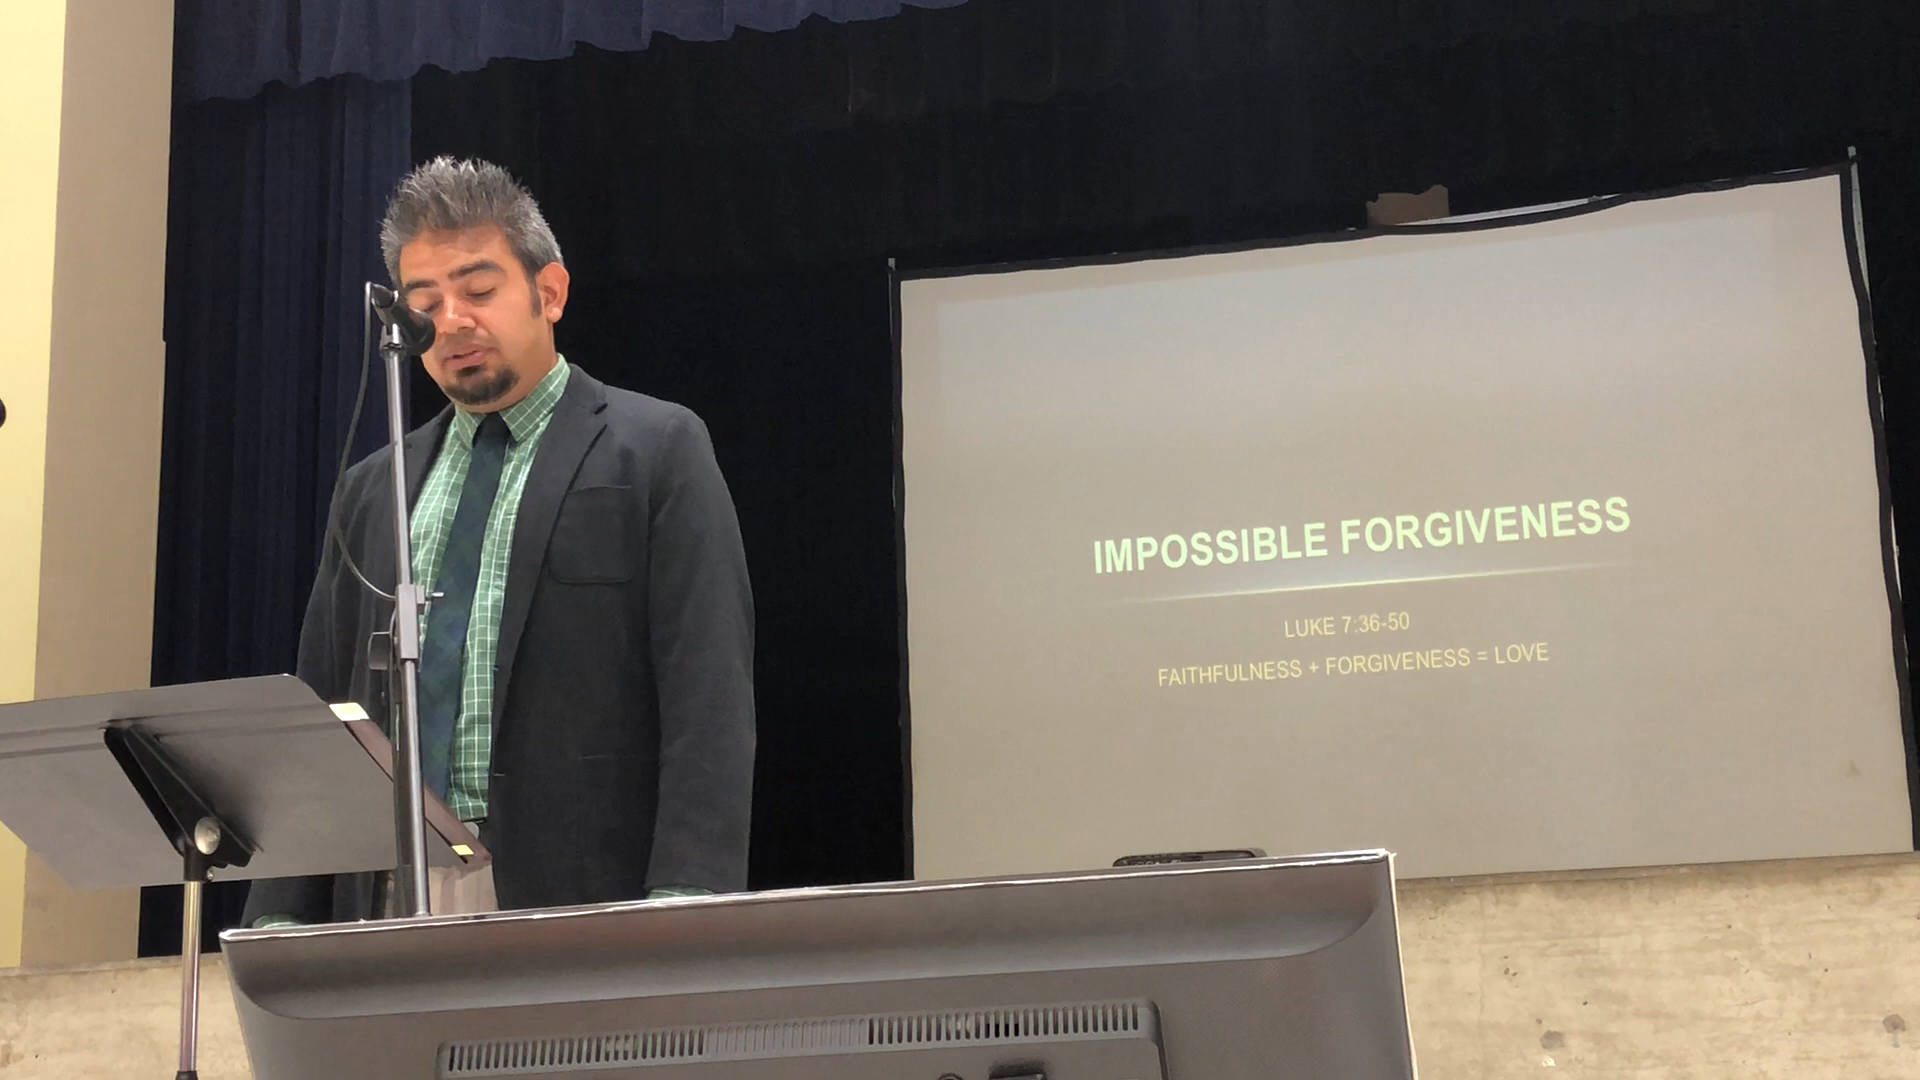 IMPOSSIBLE FORGIVENESS
LUKE 7:36-50
FAITHFULNESS + FORGIVENESS = LOVE